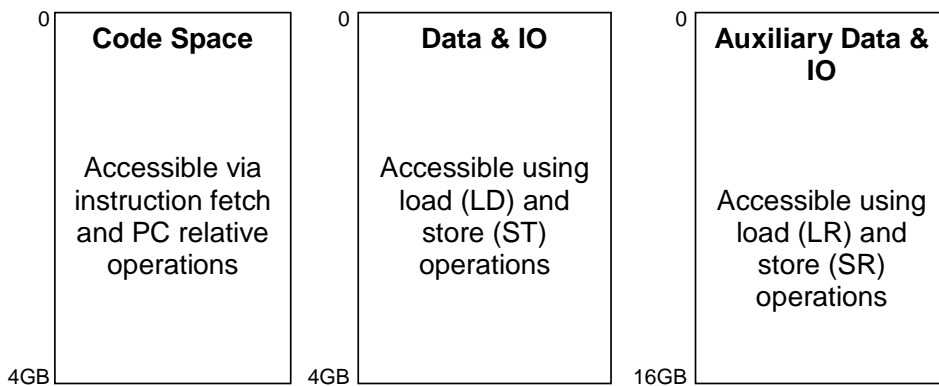 0
Code Space
Accessible via
instruction fetch
and PC relative
operations
4GB
0
Data & IO
Accessible using
load (LD) and
store (ST)
operations
4GB
0
Auxiliary Data &
IO
Accessible using
load (LR) and
store (SR)
operations
16GB